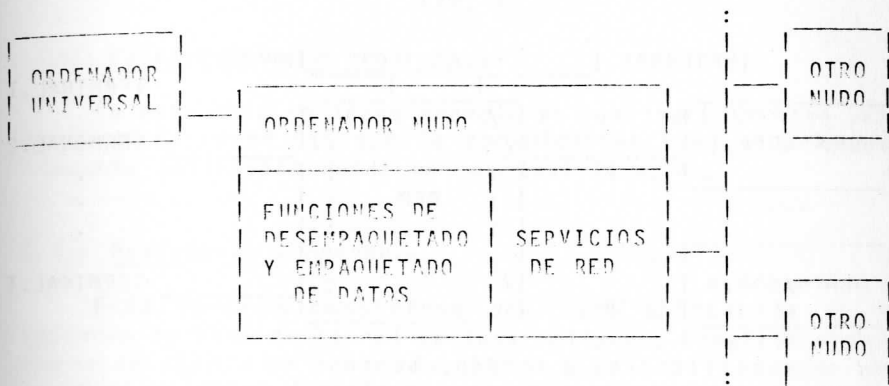 ORDENADOR
UNIVERSAL
ORDENADOR NUDO
FUNCIONES DE
DESEMPAQUETADO
Y EMPAQUETADO
DE DATOS
SERVICIOS
DE RED
OTRO
NUDO
OTRO
NUDO